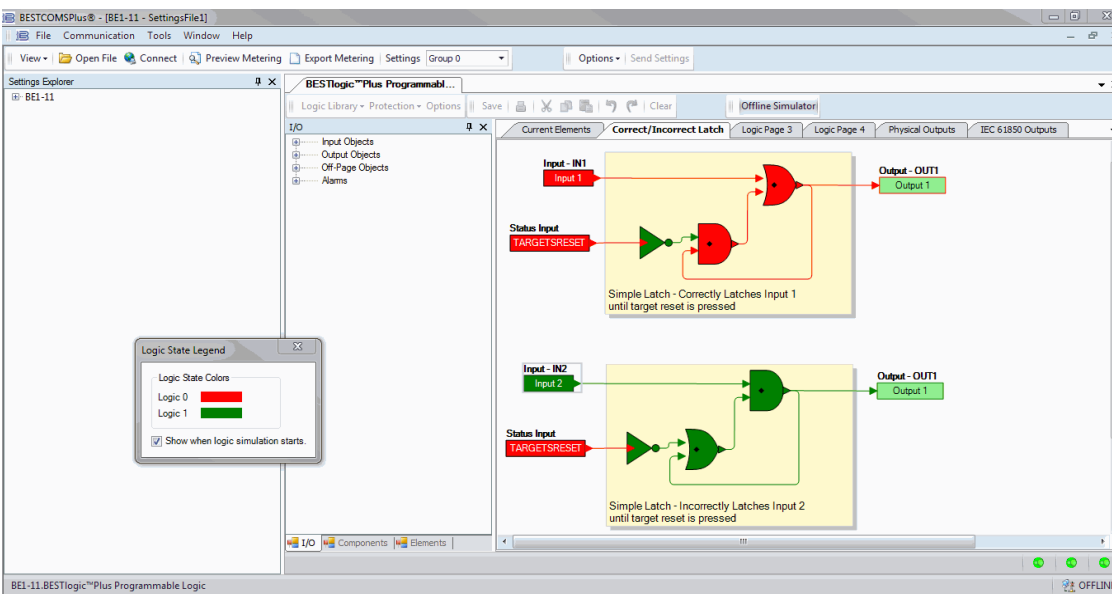 BESTCOMSPlus® - [BE1-11 - SettingsFile1]
File Communication Tools Window Help
View Open File Connect Preview Metering Export Metering Settings Group 0 Options Send Settings
Settings Explorer
BE1-11
BESTlogic™Plus Programmabl...
Logic Library Protection Options Save Clear Offline Simulator
I/O
Input Objects
Output Objects
Off-Page Objects
Alarms
Current Elements Correct/Incorrect Latch Logic Page 3 Logic Page 4 Physical Outputs IEC 61850 Outputs
Input - IN1
Input 1
Output - OUT1
Output 1
Status Input
TARGETSRESET
Simple Latch - Correctly Latches Input 1
until target reset is pressed
Logic State Legend
Logic State Colors
Logic 0
Logic 1
Show when logic simulation starts.
Input - IN2
Input 2
Output - OUT1
Output 1
Status Input
TARGETSRESET
Simple Latch - Incorrectly Latches Input 2
until target reset is pressed
I/O Components Elements
BE1-11.BESTlogic™Plus Programmable Logic